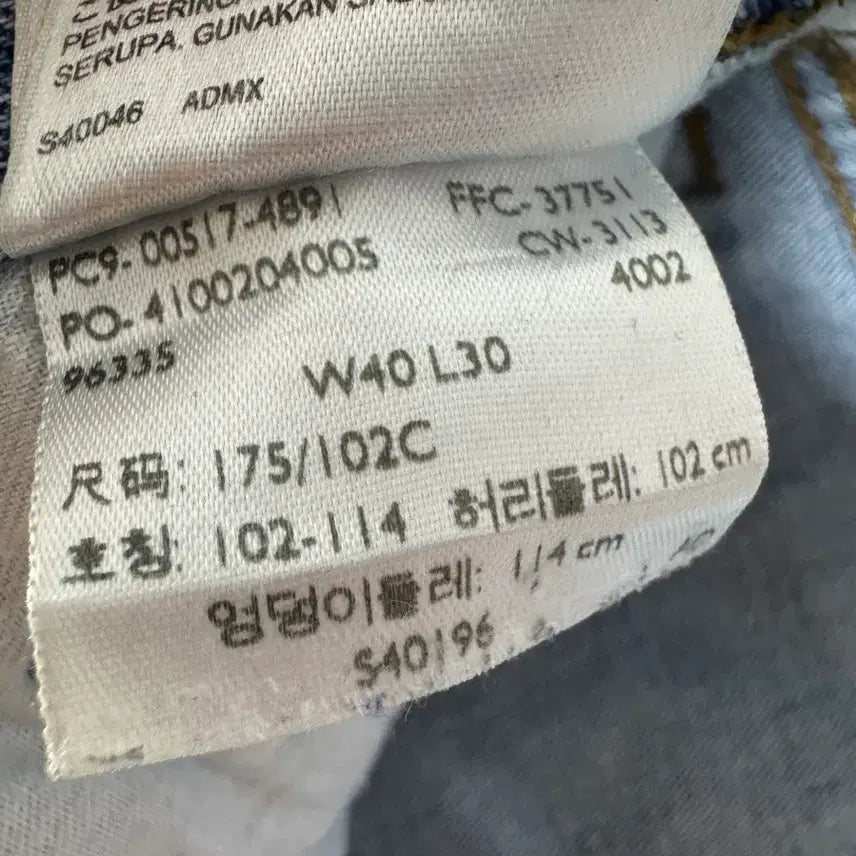 PENGERING
SERUPA. GUNAKAN
S40046 ADMX
PC9-00517-4891 FFC-37751
PO-4100204005 CW-3113
96335 4002
W40 L30
尺码: 175/102C
호칭: 102-114 허리둘레: 102 cm
엉덩이둘레: 114 cm
S40196